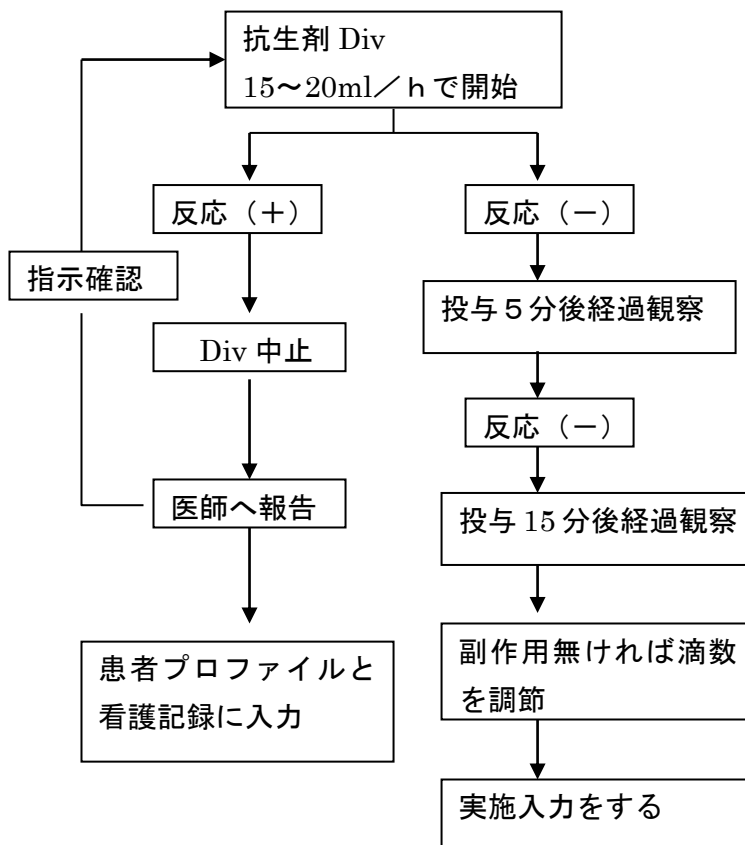 抗生剤 Div
15～20ml／ｈで開始
反応（＋）
反応（－）
指示確認
投与５分後経過観察
Div 中止
反応（－）
医師へ報告
投与 15 分後経過観察
患者プロファイルと
看護記録に入力
副作用無ければ滴数
を調節
実施入力をする